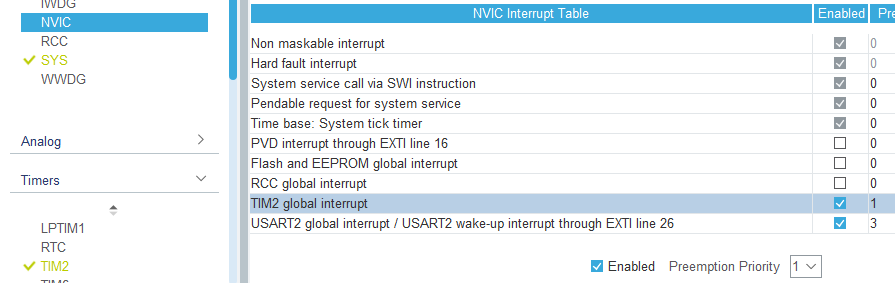 IWDG
NVIC
RCC
SYS
WWDG
Analog
Timers
LPTIM1
RTC
TIM2
NVIC Interrupt Table Enabled Pre
Non maskable interrupt 0
Hard fault interrupt 0
System service call via SWI instruction 0
Pendable request for system service 0
Time base: System tick timer 0
PVD interrupt through EXTI line 16 0
Flash and EEPROM global interrupt 0
RCC global interrupt 0
TIM2 global interrupt 1
USART2 global interrupt / USART2 wake-up interrupt through EXTI line 26 3
Enabled Preemption Priority 1